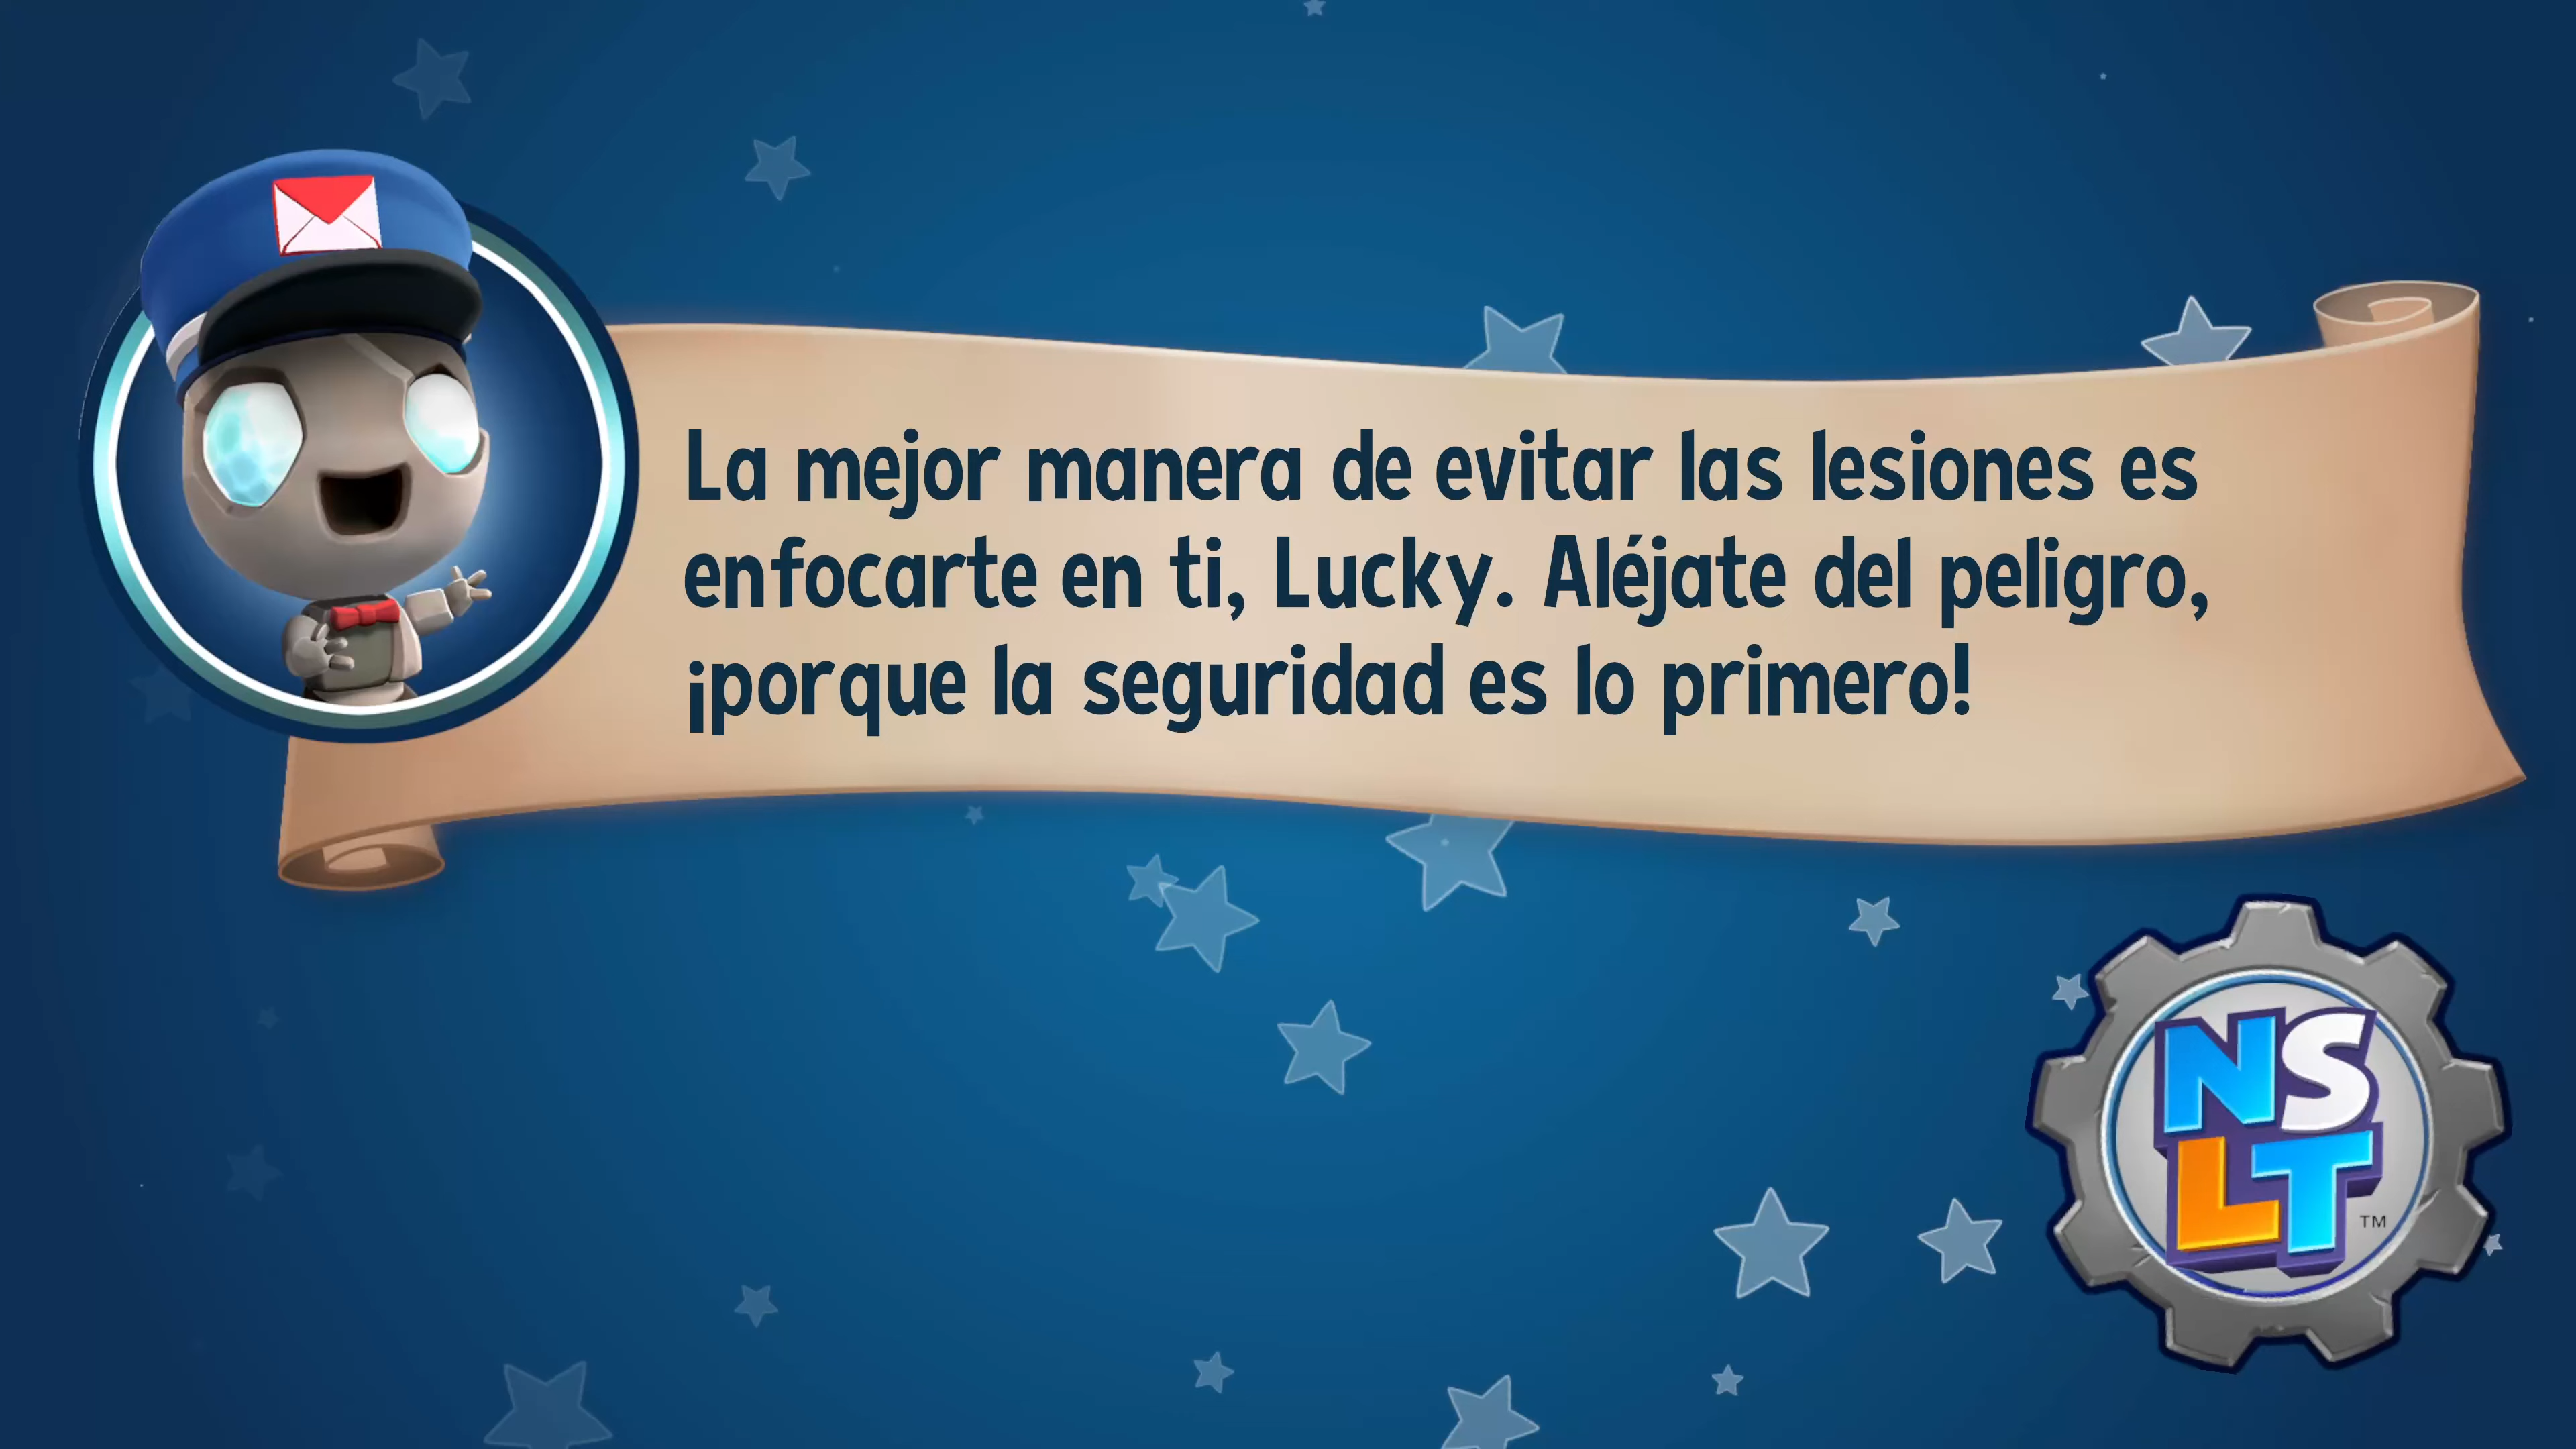 La mejor manera de evitar las lesiones es
enfocarte en ti, Lucky. Aléjate del peligro,
¡porque la seguridad es lo primero!
NS
LT
TM